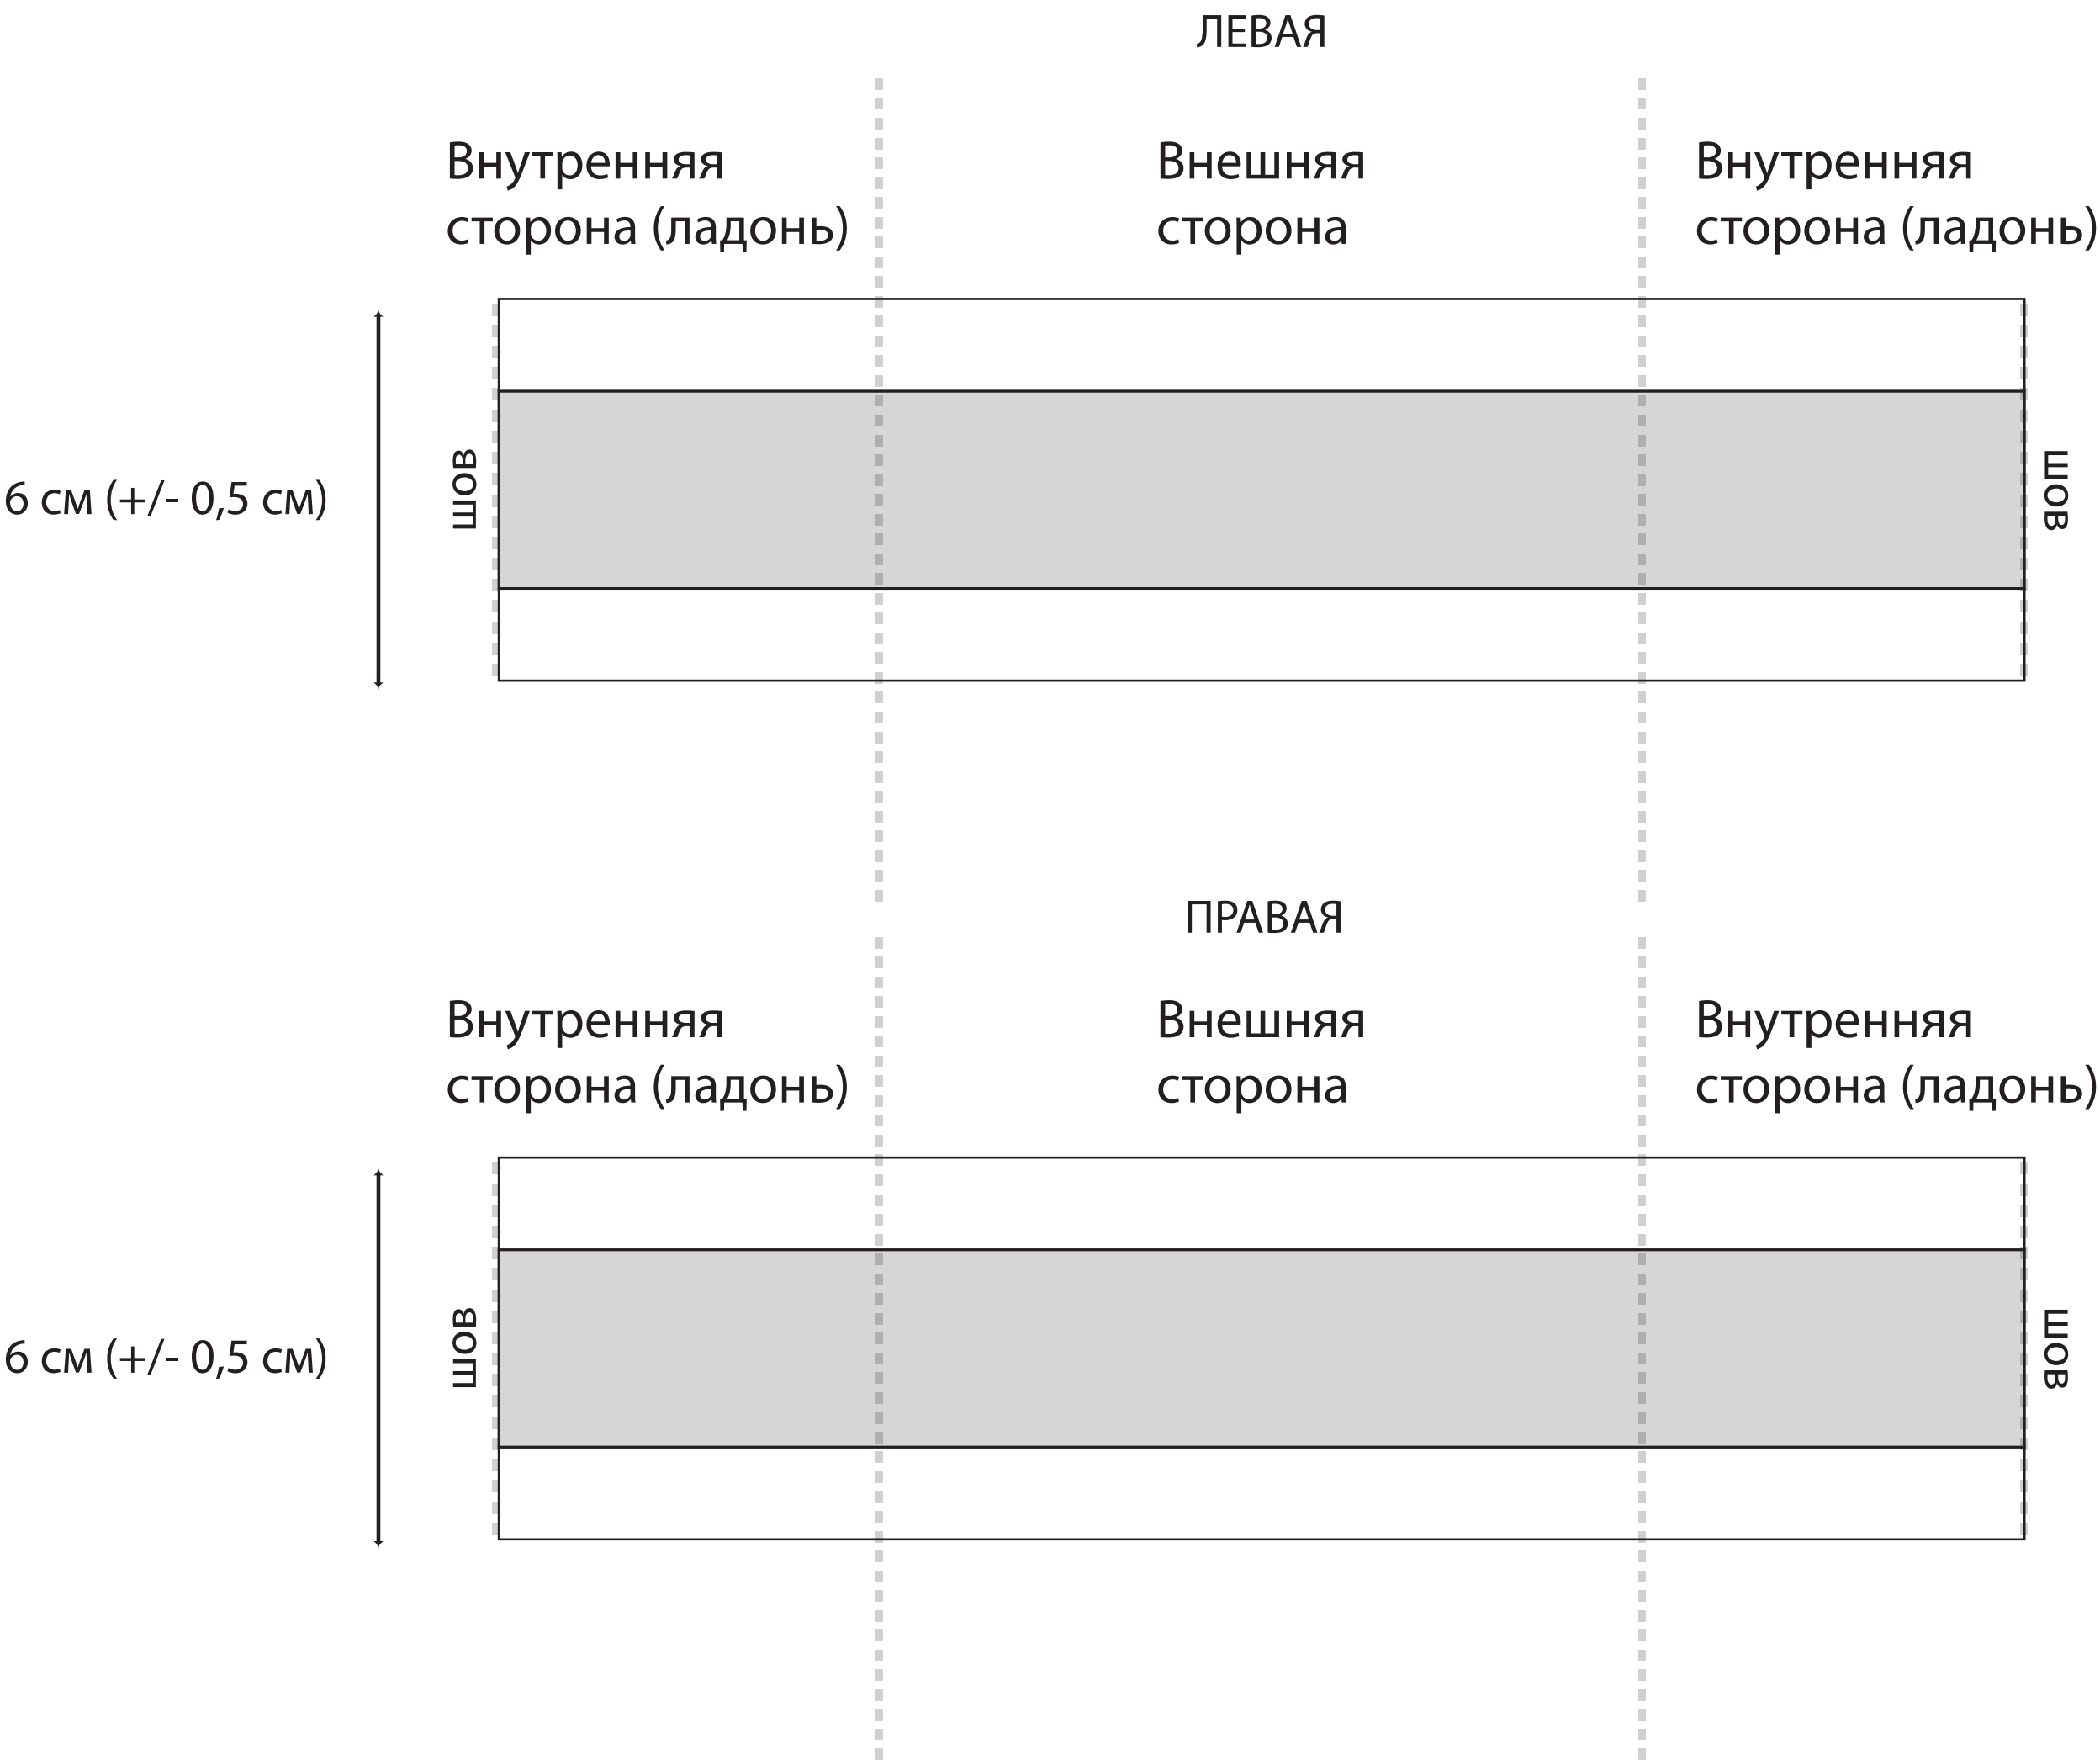 ЛЕВАЯ
Внутренняя
сторона (ладонь)
Внешняя
сторона
Внутренняя
сторона (ладонь)
6 см (+/- 0,5 см)
шов
шов
ПРАВАЯ
Внутренняя
сторона (ладонь)
Внешняя
сторона
Внутренняя
сторона (ладонь)
6 см (+/- 0,5 см)
шов
шов